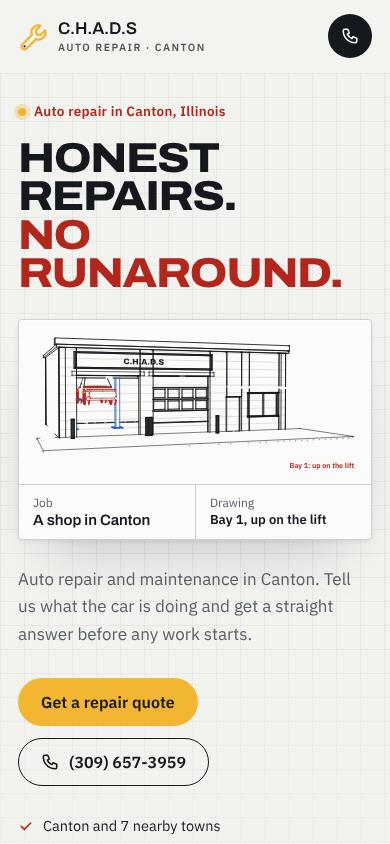 C.H.A.D.S
AUTO REPAIR · CANTON
Auto repair in Canton, Illinois
HONEST
REPAIRS.
NO
RUNAROUND.
C.H.A.D.S
Bay 1: up on the lift
Job
A shop in Canton
Drawing
Bay 1, up on the lift
Auto repair and maintenance in Canton. Tell
us what the car is doing and get a straight
answer before any work starts.
Get a repair quote
(309) 657-3959
Canton and 7 nearby towns